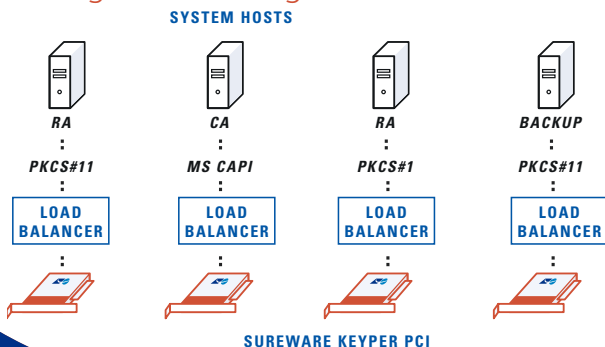 SYSTEM HOSTS
RA CA RA BACKUP
PKCS#11 MS CAPI PKCS#1 PKCS#11
LOAD BALANCER LOAD BALANCER LOAD BALANCER LOAD BALANCER
SUREWARE KEYPER PCI